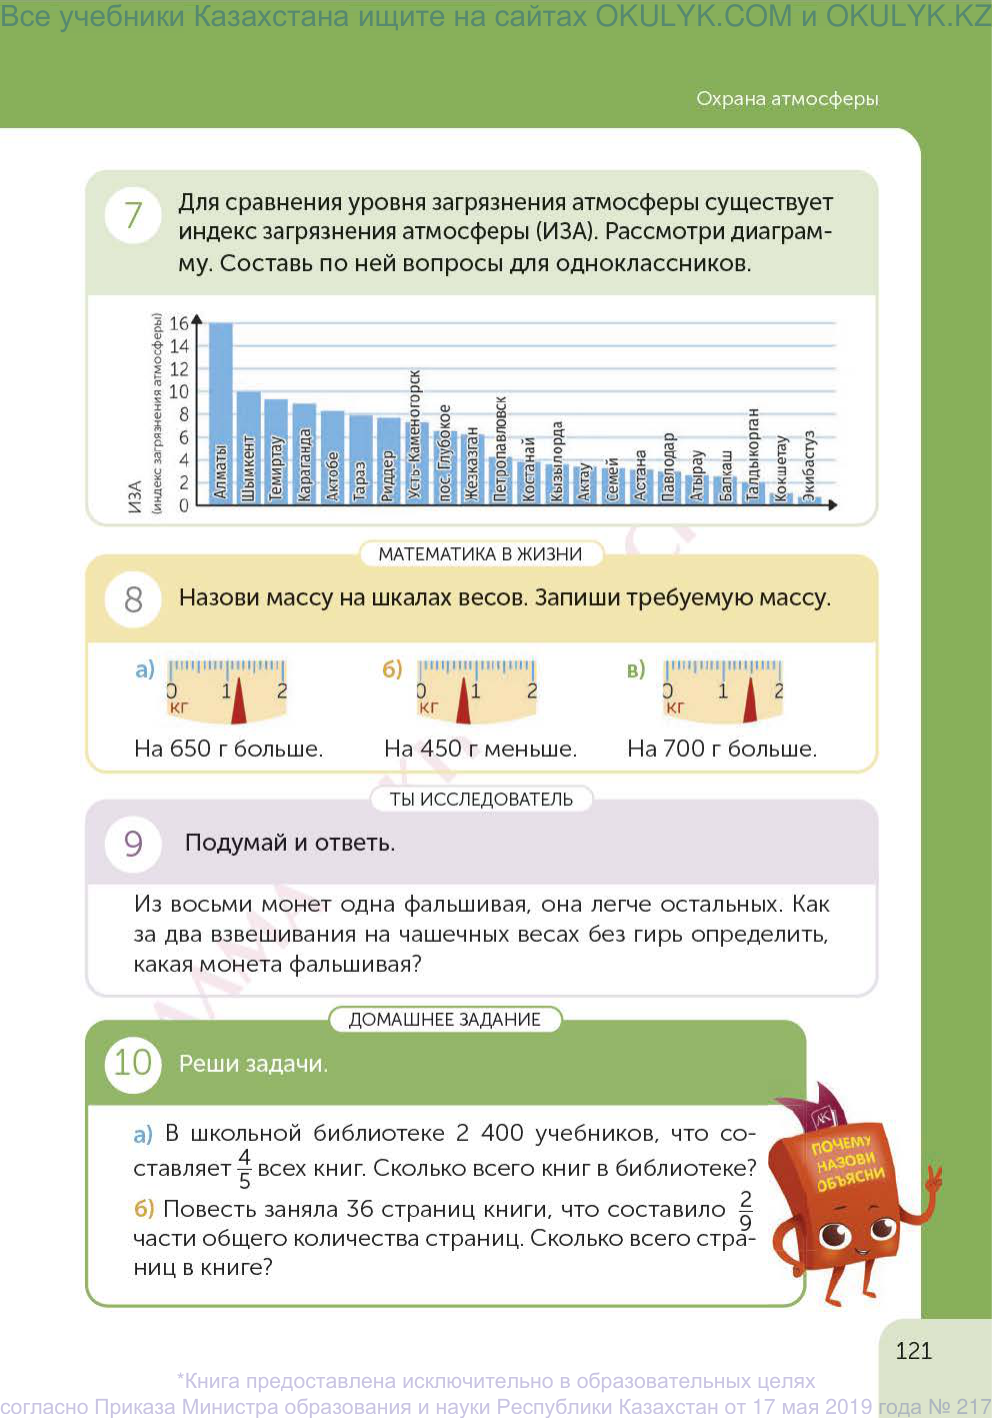 Все учебники Казахстана ищите на сайтах OKULYK.COM и OKULYK.KZ
Охрана атмосферы
7
Для сравнения уровня загрязнения атмосферы существует
индекс загрязнения атмосферы (ИЗА). Рассмотри диаграм-
му. Составь по ней вопросы для одноклассников.
ИЗА
(индекс загрязнения атмосферы)
16
14
12
10
8
6
4
2
0
Алматы
Шымкент
Темиртау
Караганда
Актобе
Тараз
Риддер
Усть-Каменогорск
пос. Глубокое
Жезказган
Петропавловск
Костанай
Кызылорда
Актау
Семей
Астана
Павлодар
Атырау
Балкаш
Талдыкорган
Кокшетау
Экибастуз
МАТЕМАТИКА В ЖИЗНИ
8
Назови массу на шкалах весов. Запиши требуемую массу.
а) 0 1 2 кг
б) 0 1 2 кг
в) 0 1 2 кг
На 650 г больше.
На 450 г меньше.
На 700 г больше.
ТЫ ИССЛЕДОВАТЕЛЬ
9
Подумай и ответь.
Из восьми монет одна фальшивая, она легче остальных. Как
за два взвешивания на чашечных весах без гирь определить,
какая монета фальшивая?
ДОМАШНЕЕ ЗАДАНИЕ
10
Реши задачи.
а) В школьной библиотеке 2 400 учебников, что со-
ставляет 4/5 всех книг. Сколько всего книг в библиотеке?
б) Повесть заняла 36 страниц книги, что составило 2/9
части общего количества страниц. Сколько всего стра-
ниц в книге?
АК
ПОЧЕМУ
НАЗОВИ
ОБЪЯСНИ
121
*Книга предоставлена исключительно в образовательных целях
согласно Приказа Министра образования и науки Республики Казахстан от 17 мая 2019 года № 217